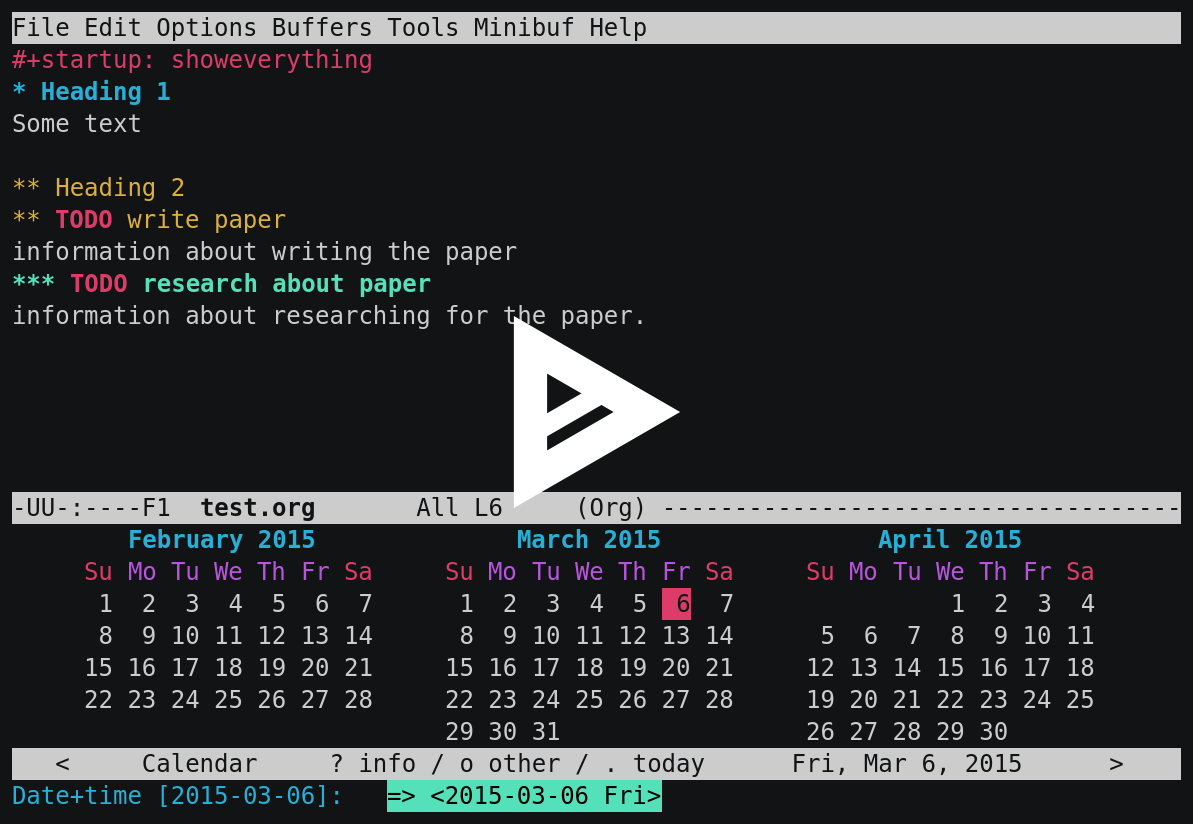 File Edit Options Buffers Tools Minibuf Help
#+startup: showeverything
* Heading 1
Some text
** Heading 2
** TODO write paper
information about writing the paper
*** TODO research about paper
information about researching for the paper.
-UU-:----F1  test.org       All L6     (Org) ------------------------------------
February 2015 March 2015 April 2015
Su Mo Tu We Th Fr Sa Su Mo Tu We Th Fr Sa Su Mo Tu We Th Fr Sa
1 2 3 4 5 6 7 1 2 3 4 5 6 7 1 2 3 4
8 9 10 11 12 13 14 8 9 10 11 12 13 14 5 6 7 8 9 10 11
15 16 17 18 19 20 21 15 16 17 18 19 20 21 12 13 14 15 16 17 18
22 23 24 25 26 27 28 22 23 24 25 26 27 28 19 20 21 22 23 24 25
29 30 31 26 27 28 29 30
< Calendar ? info / o other / . today Fri, Mar 6, 2015 >
Date+time [2015-03-06]: => <2015-03-06 Fri>